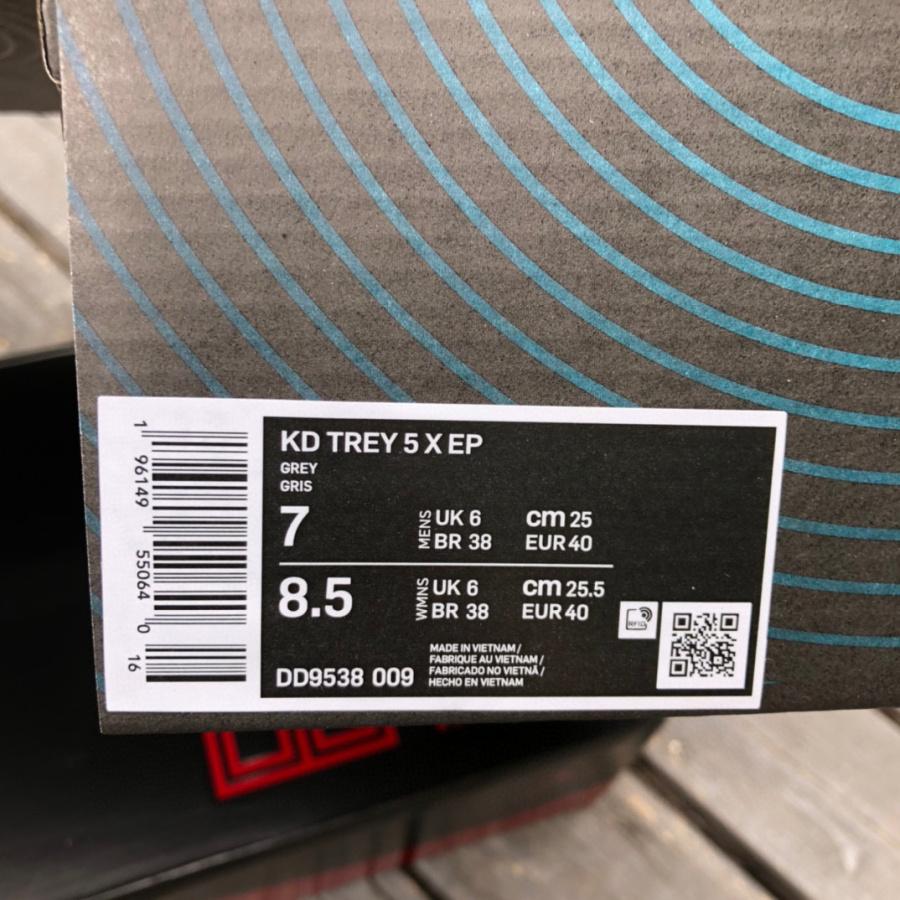 KD TREY 5 X EP
GREY
GRIS
7
MENS
UK 6 cm 25
BR 38 EUR 40
8.5
WMNS
UK 6 cm 25.5
BR 38 EUR 40
RFID
DD9538 009
MADE IN VIETNAM /
FABRIQUE AU VIETNAM /
FABRICADO NO VIETNÃ /
HECHO EN VIETNAM
1 96149 55064 0 16